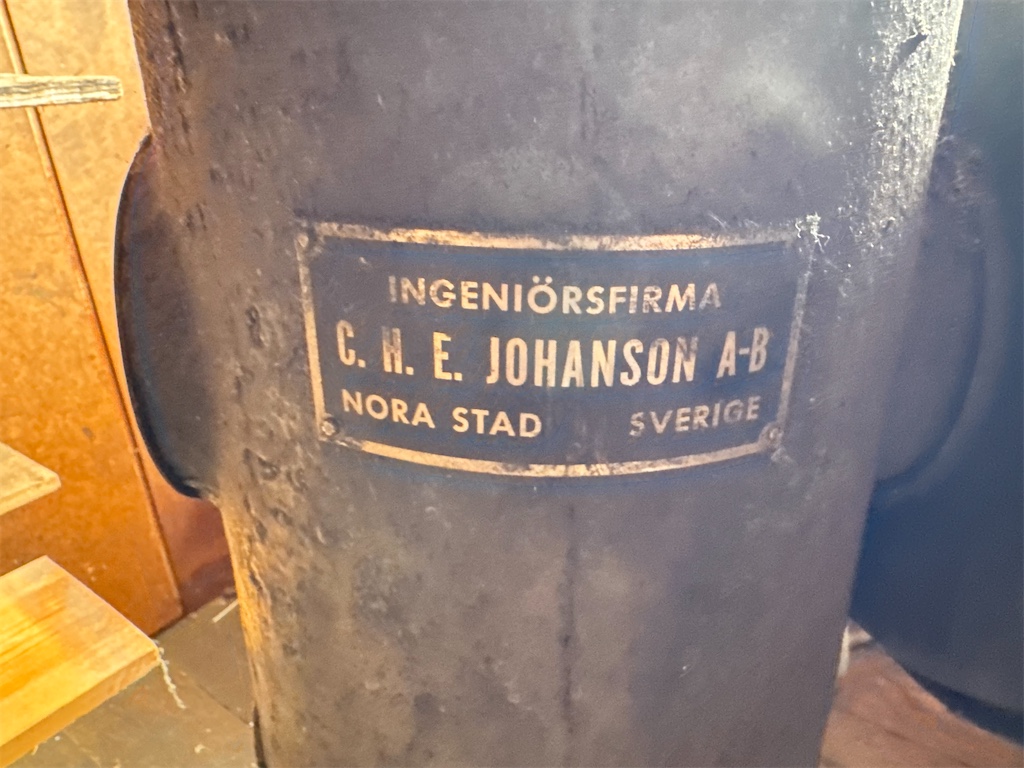 INGENIÖRSFIRMA
C. H. E. JOHANSON A-B
NORA STAD SVERIGE